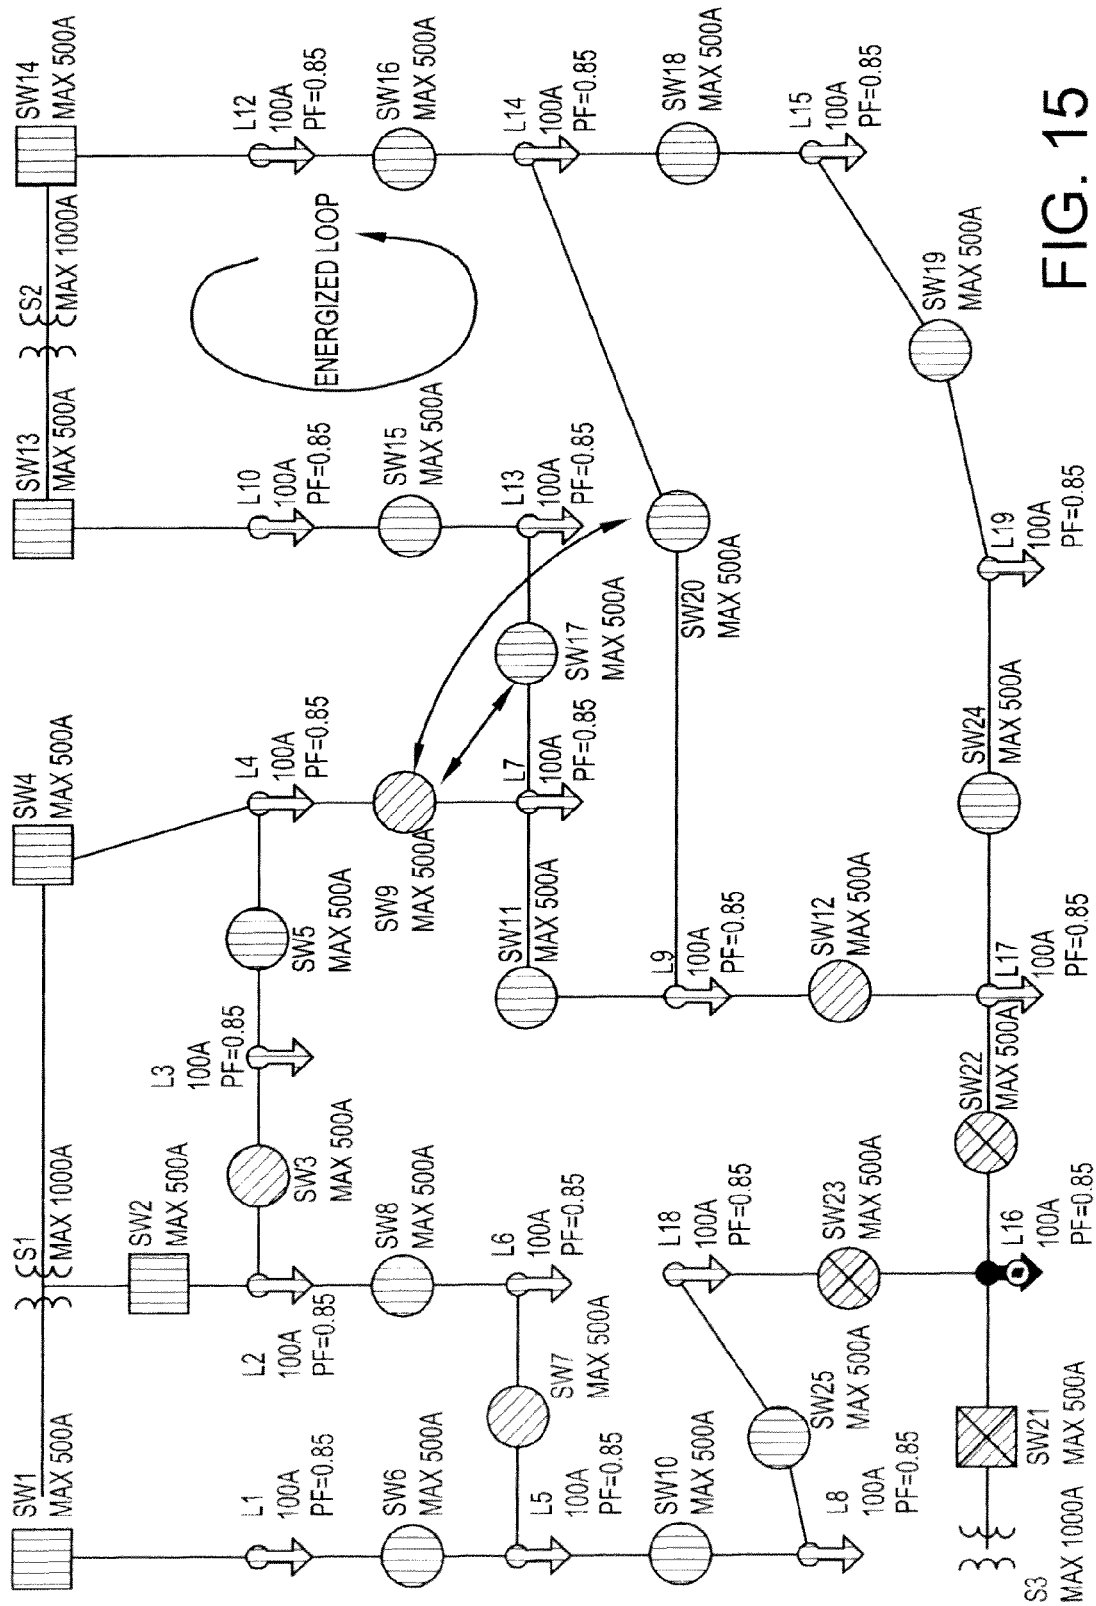 SW1
MAX 500A
S1
MAX 1000A
SW2
MAX 500A
SW4
MAX 500A
SW13
MAX 500A
S2
MAX 1000A
SW14
MAX 500A
L1
100A
PF=0.85
L2
100A
PF=0.85
SW3
MAX 500A
L3
100A
PF=0.85
SW5
MAX 500A
L4
100A
PF=0.85
L10
100A
PF=0.85
ENERGIZED LOOP
L12
100A
PF=0.85
SW6
MAX 500A
SW8
MAX 500A
SW9
MAX 500A
SW15
MAX 500A
SW16
MAX 500A
L5
100A
PF=0.85
SW7
MAX 500A
L6
100A
PF=0.85
SW11
MAX 500A
L7
100A
PF=0.85
SW17
MAX 500A
L13
100A
PF=0.85
L14
100A
PF=0.85
SW10
MAX 500A
L18
100A
PF=0.85
L9
100A
PF=0.85
SW20
MAX 500A
SW18
MAX 500A
L8
100A
PF=0.85
SW25
MAX 500A
SW23
MAX 500A
SW12
MAX 500A
L15
100A
PF=0.85
SW19
MAX 500A
S3
MAX 1000A
SW21
MAX 500A
L16
100A
PF=0.85
SW22
MAX 500A
L17
100A
PF=0.85
SW24
MAX 500A
L19
100A
PF=0.85
FIG. 15